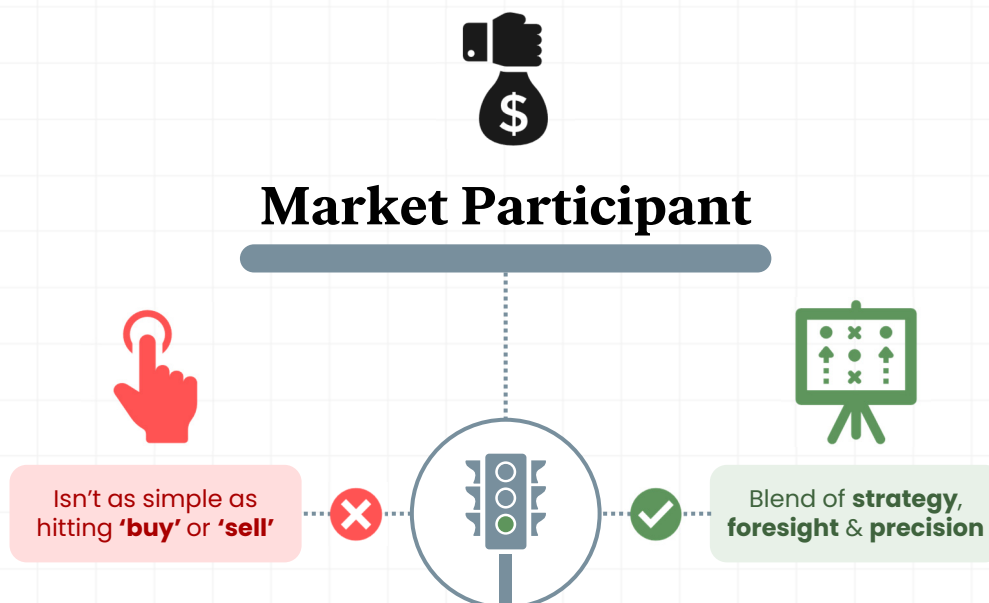 $
Market Participant
Isn’t as simple as
hitting ‘buy’ or ‘sell’
Blend of strategy,
foresight & precision